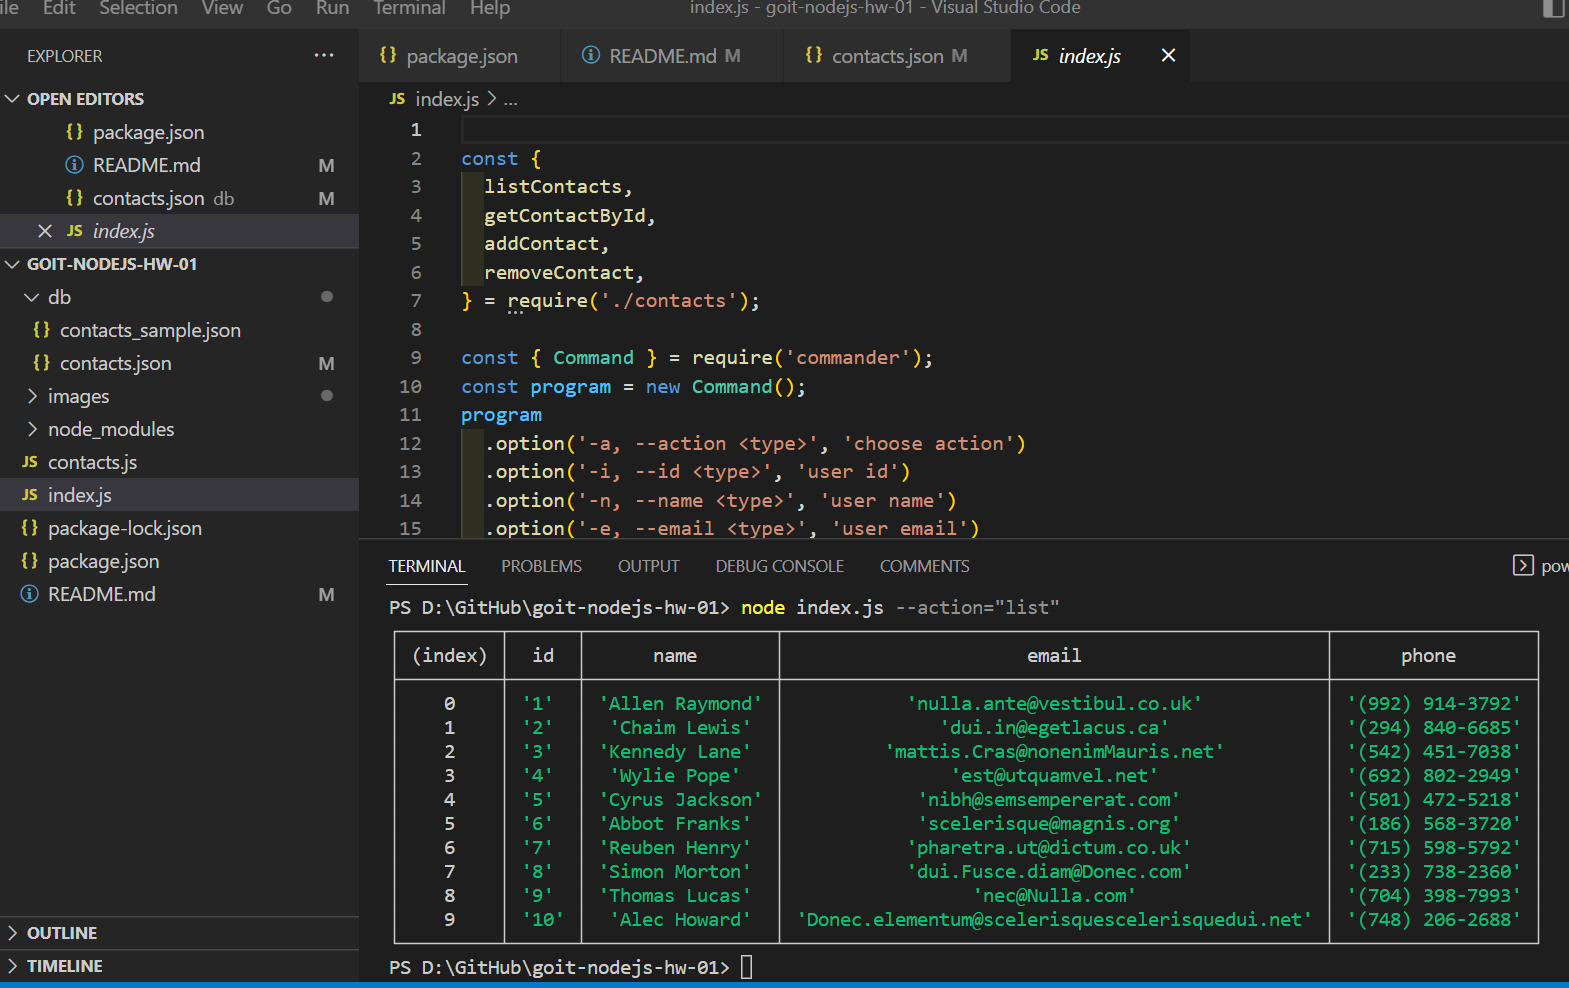 File Edit Selection View Go Run Terminal Help index.js - goit-nodejs-hw-01 - Visual Studio Code
EXPLORER ...
OPEN EDITORS
{} package.json
README.md M
{} contacts.json db M
JS index.js
GOIT-NODEJS-HW-01
db
{} contacts_sample.json
{} contacts.json M
images
node_modules
JS contacts.js
JS index.js
{} package-lock.json
{} package.json
README.md M
OUTLINE
TIMELINE
{} package.json README.md M {} contacts.json M JS index.js
JS index.js > ...
1
2 const {
3 listContacts,
4 getContactById,
5 addContact,
6 removeContact,
7 } = require('./contacts');
8
9 const { Command } = require('commander');
10 const program = new Command();
11 program
12 .option('-a, --action <type>', 'choose action')
13 .option('-i, --id <type>', 'user id')
14 .option('-n, --name <type>', 'user name')
15 .option('-e, --email <type>', 'user email')
TERMINAL PROBLEMS OUTPUT DEBUG CONSOLE COMMENTS pow
PS D:\GitHub\goit-nodejs-hw-01> node index.js --action="list"
(index) id name email phone
0 '1' 'Allen Raymond' 'nulla.ante@vestibul.co.uk' '(992) 914-3792'
1 '2' 'Chaim Lewis' 'dui.in@egetlacus.ca' '(294) 840-6685'
2 '3' 'Kennedy Lane' 'mattis.Cras@nonenimMauris.net' '(542) 451-7038'
3 '4' 'Wylie Pope' 'est@utquamvel.net' '(692) 802-2949'
4 '5' 'Cyrus Jackson' 'nibh@semsempererat.com' '(501) 472-5218'
5 '6' 'Abbot Franks' 'scelerisque@magnis.org' '(186) 568-3720'
6 '7' 'Reuben Henry' 'pharetra.ut@dictum.co.uk' '(715) 598-5792'
7 '8' 'Simon Morton' 'dui.Fusce.diam@Donec.com' '(233) 738-2360'
8 '9' 'Thomas Lucas' 'nec@Nulla.com' '(704) 398-7993'
9 '10' 'Alec Howard' 'Donec.elementum@scelerisquescelerisquedui.net' '(748) 206-2688'
PS D:\GitHub\goit-nodejs-hw-01>